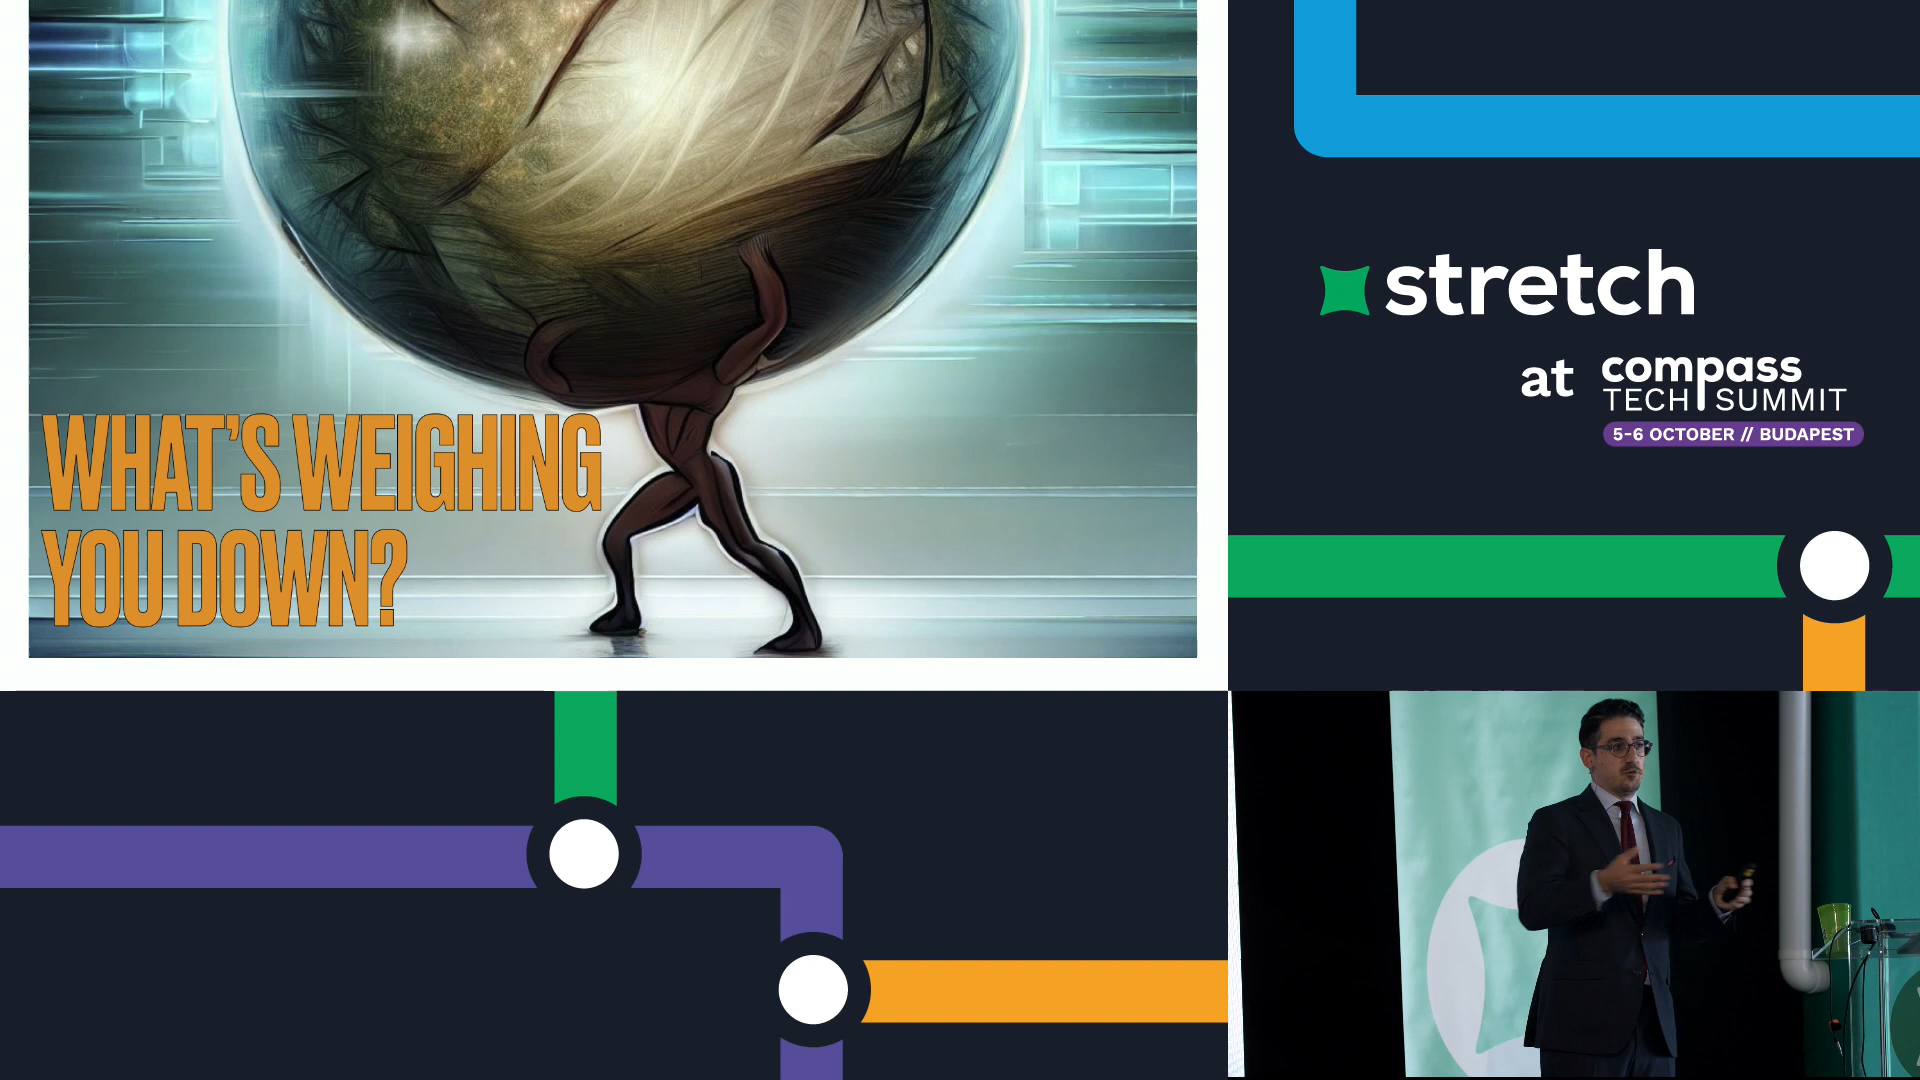 WHAT'S WEIGHING
YOU DOWN?
stretch
at compass
TECH SUMMIT
5-6 OCTOBER // BUDAPEST